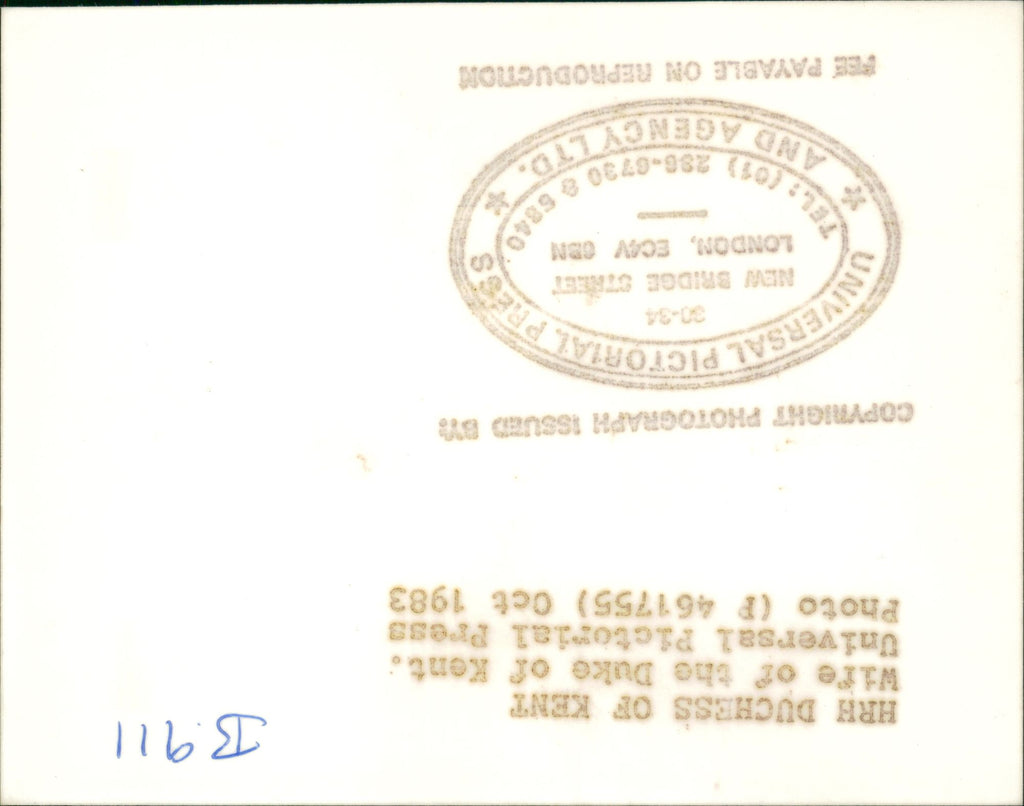 HRH DUCHESS OF KENT
Wife of the Duke of Kent.
Universal Pictorial Press
Photo (P 461755) Oct 1983
COPYRIGHT PHOTOGRAPH ISSUED BY:
UNIVERSAL PICTORIAL PRESS
30-34
NEW BRIDGE STREET
LONDON, EC4V 6BN
TEL.: (01) 236-6730 & 5840
* AND AGENCY LTD. *
FEE PAYABLE ON REPRODUCTION
B911